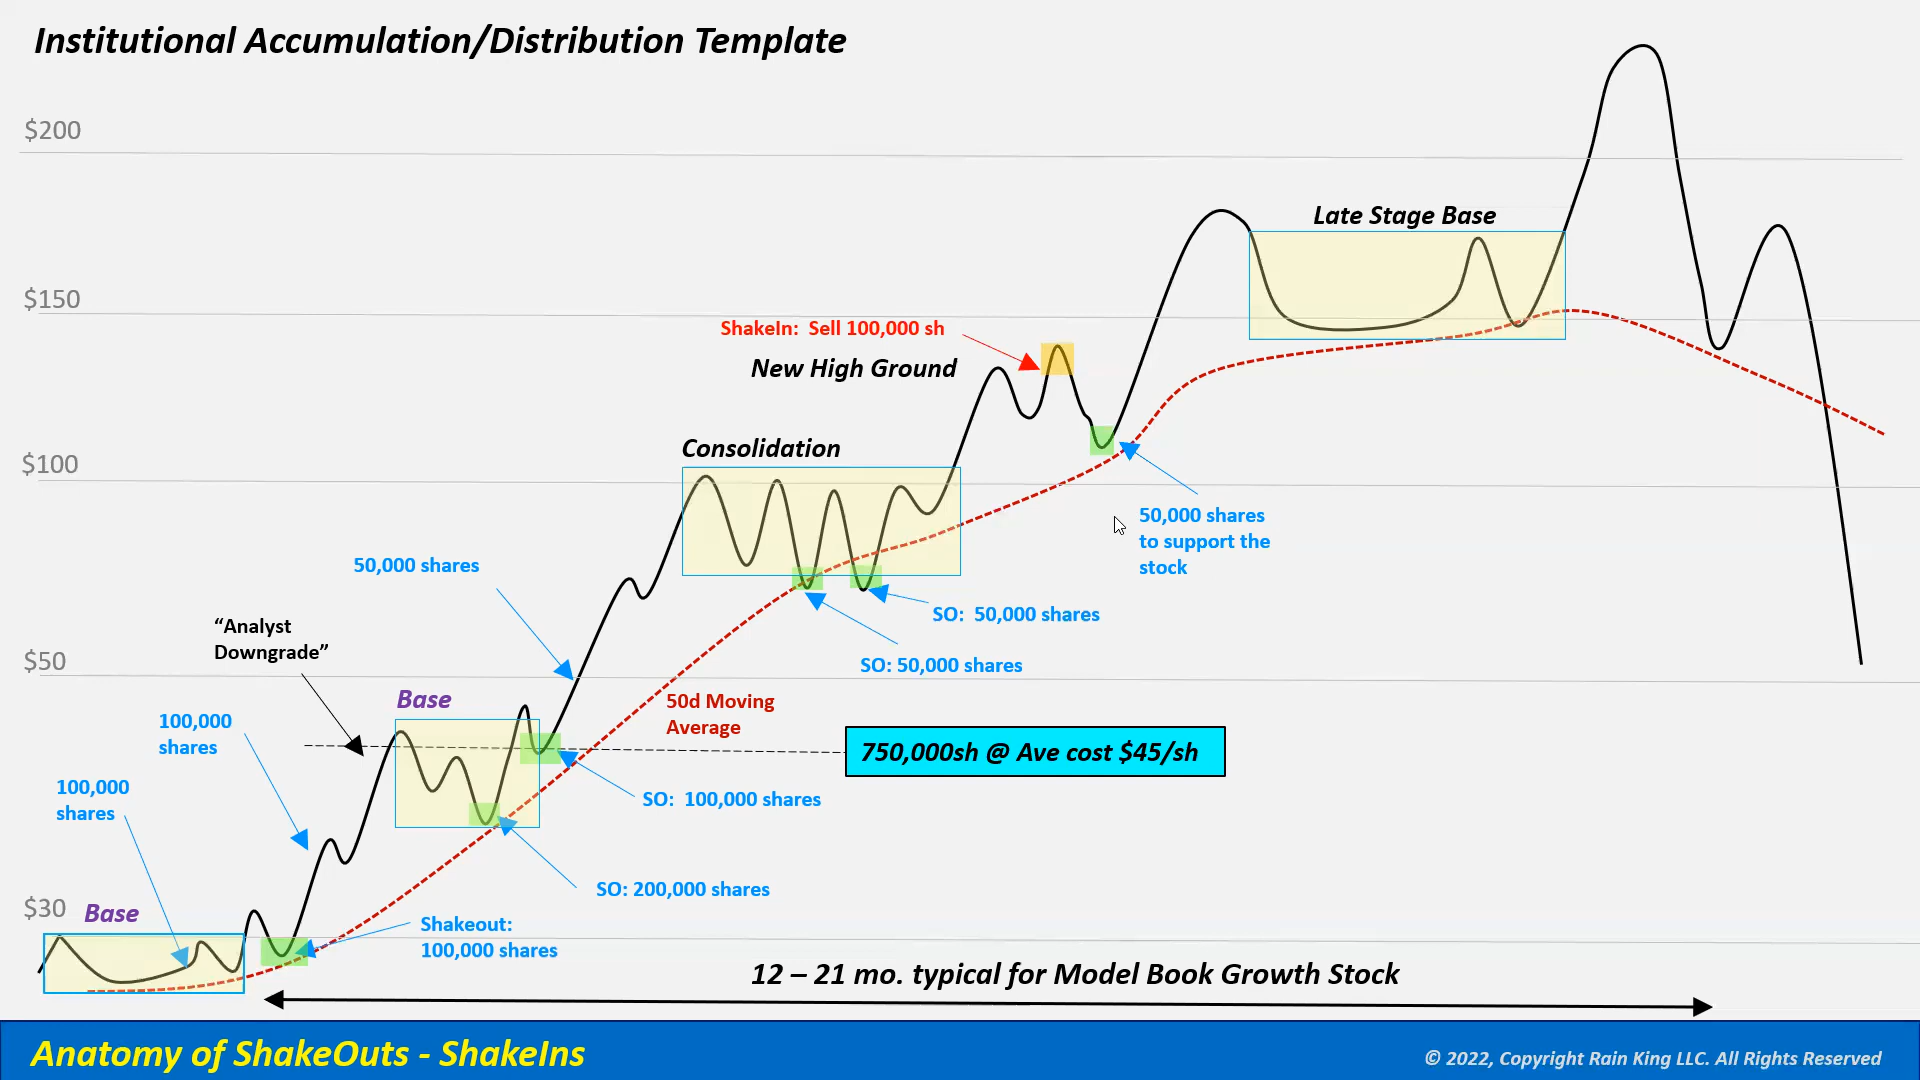 Institutional Accumulation/Distribution Template
$200
Late Stage Base
$150
ShakeIn:  Sell 100,000 sh
New High Ground
Consolidation
$100
50,000 shares
to support the
stock
50,000 shares
SO:  50,000 shares
“Analyst
Downgrade”
SO: 50,000 shares
$50
Base
50d Moving
Average
100,000
shares
750,000sh @ Ave cost $45/sh
100,000
shares
SO:  100,000 shares
SO: 200,000 shares
$30
Base
Shakeout:
100,000 shares
12 – 21 mo. typical for Model Book Growth Stock
Anatomy of ShakeOuts - ShakeIns
© 2022, Copyright Rain King LLC. All Rights Reserved